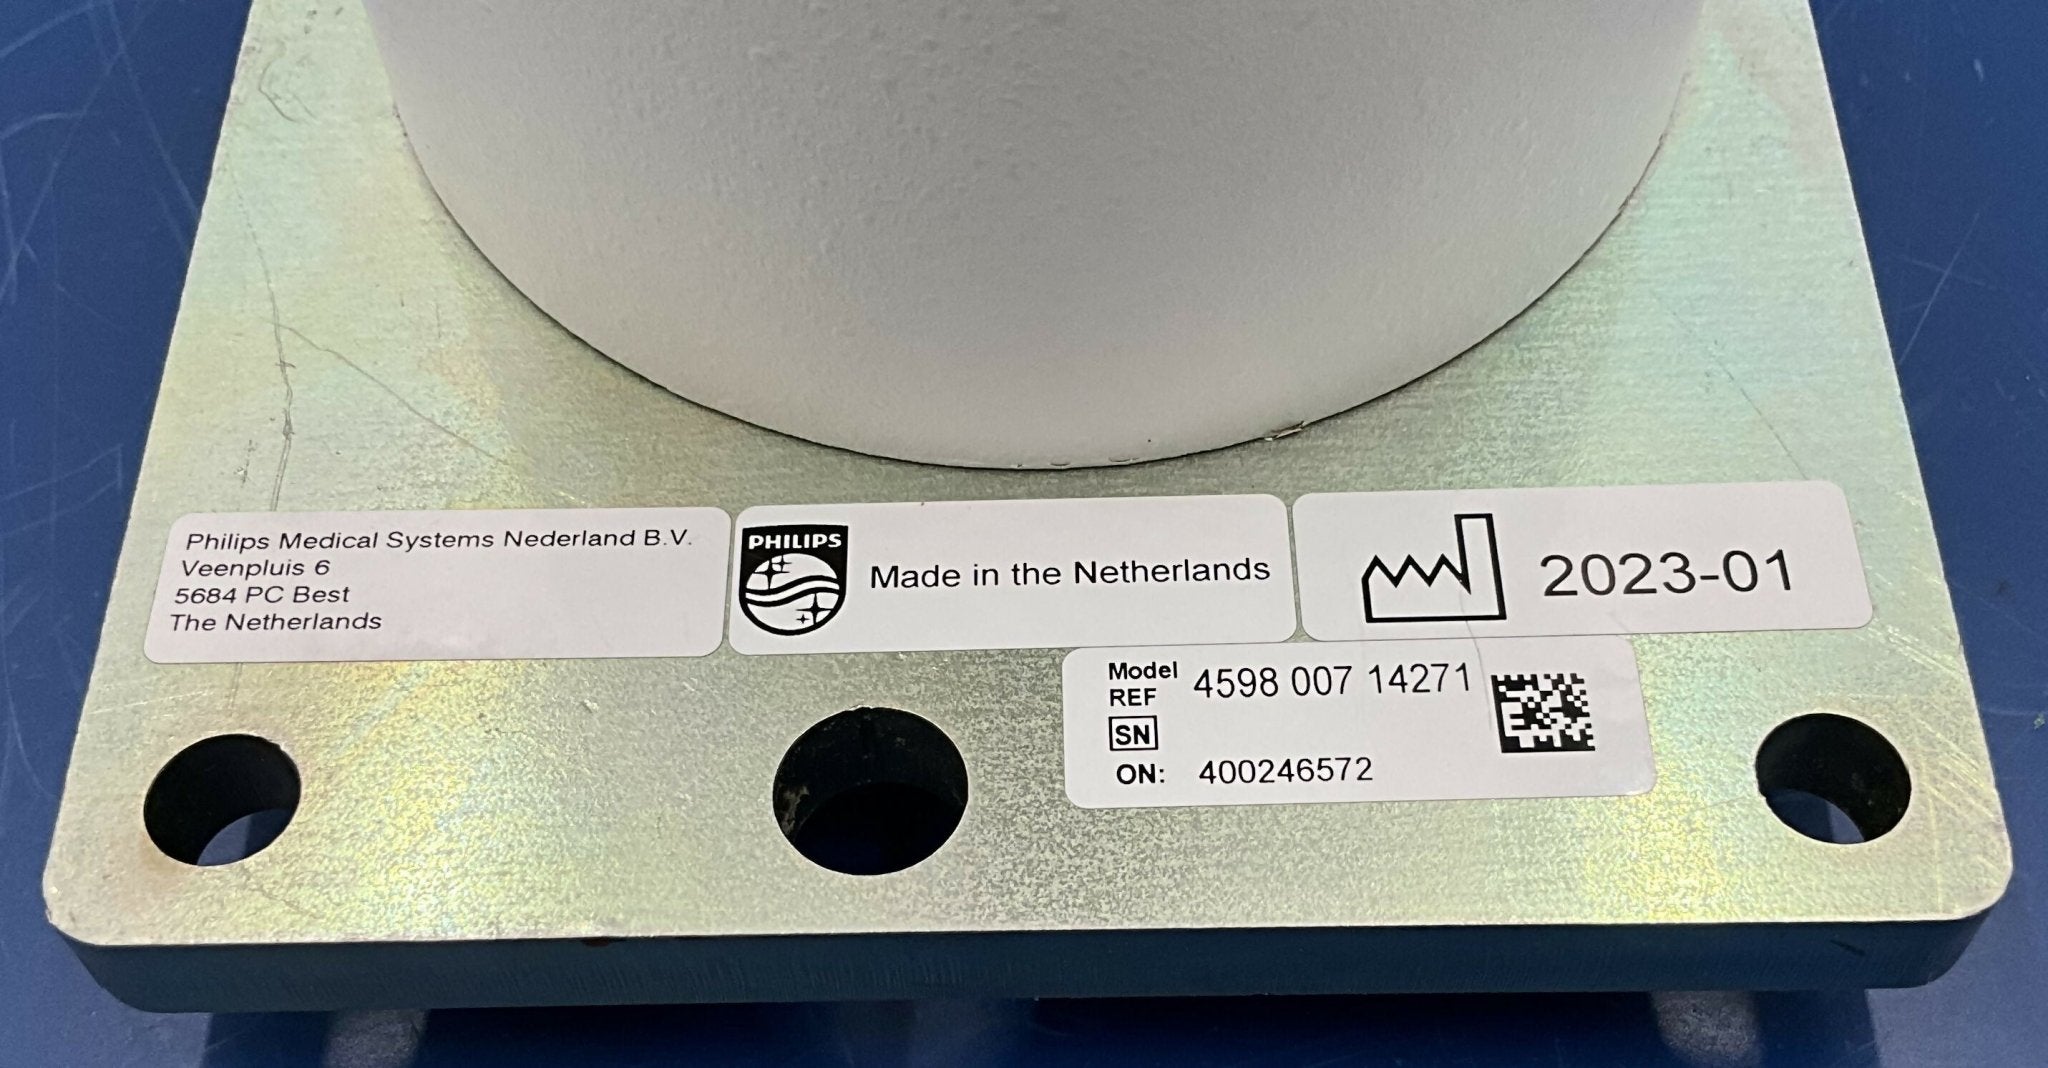 Philips Medical Systems Nederland B.V.
Veenpluis 6
5684 PC Best
The Netherlands
PHILIPS
Made in the Netherlands
2023-01
Model
REF
4598 007 14271
SN
ON: 400246572